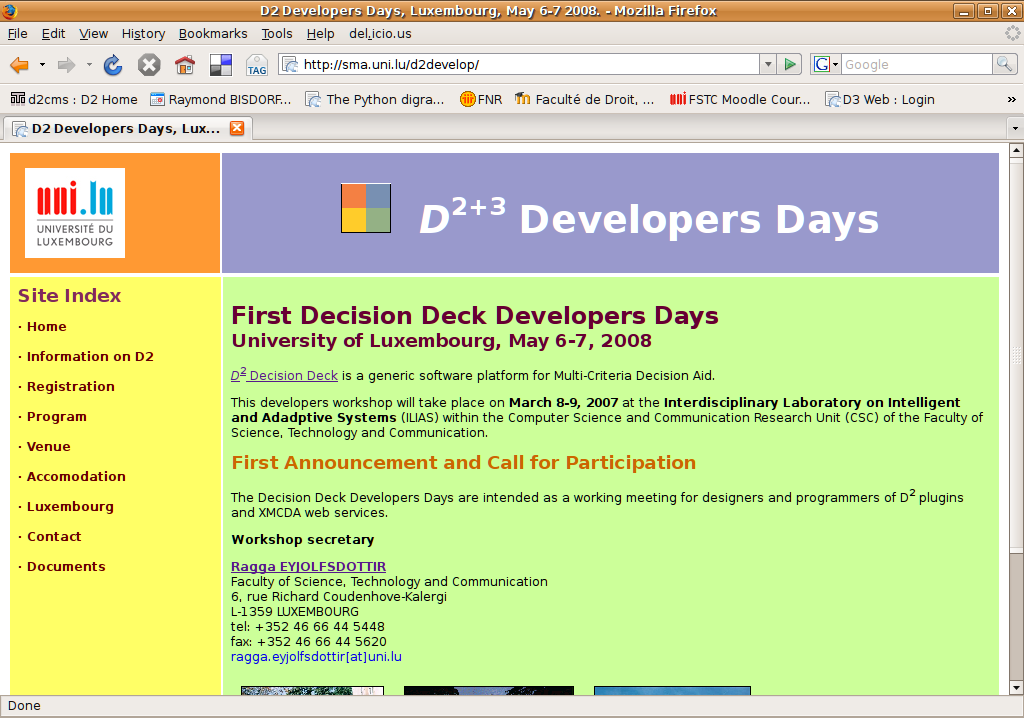 D2 Developers Days, Luxembourg, May 6-7 2008. - Mozilla Firefox
File Edit View History Bookmarks Tools Help del.icio.us
TAG http://sma.uni.lu/d2develop/ G Google
d2cms : D2 Home Raymond BISDORF... The Python digra... FNR Faculté de Droit, ... uni FSTC Moodle Cour... D3 Web : Login »
D2 Developers Days, Lux...
uni.lu
UNIVERSITÉ DU
LUXEMBOURG
D2+3 Developers Days
Site Index
· Home
· Information on D2
· Registration
· Program
· Venue
· Accomodation
· Luxembourg
· Contact
· Documents
First Decision Deck Developers Days
University of Luxembourg, May 6-7, 2008
D2 Decision Deck is a generic software platform for Multi-Criteria Decision Aid.
This developers workshop will take place on March 8-9, 2007 at the Interdisciplinary Laboratory on Intelligent
and Adadptive Systems (ILIAS) within the Computer Science and Communication Research Unit (CSC) of the Faculty of
Science, Technology and Communication.
First Announcement and Call for Participation
The Decision Deck Developers Days are intended as a working meeting for designers and programmers of D2 plugins
and XMCDA web services.
Workshop secretary
Ragga EYJOLFSDOTTIR
Faculty of Science, Technology and Communication
6, rue Richard Coudenhove-Kalergi
L-1359 LUXEMBOURG
tel: +352 46 66 44 5448
fax: +352 46 66 44 5620
ragga.eyjolfsdottir[at]uni.lu
Done